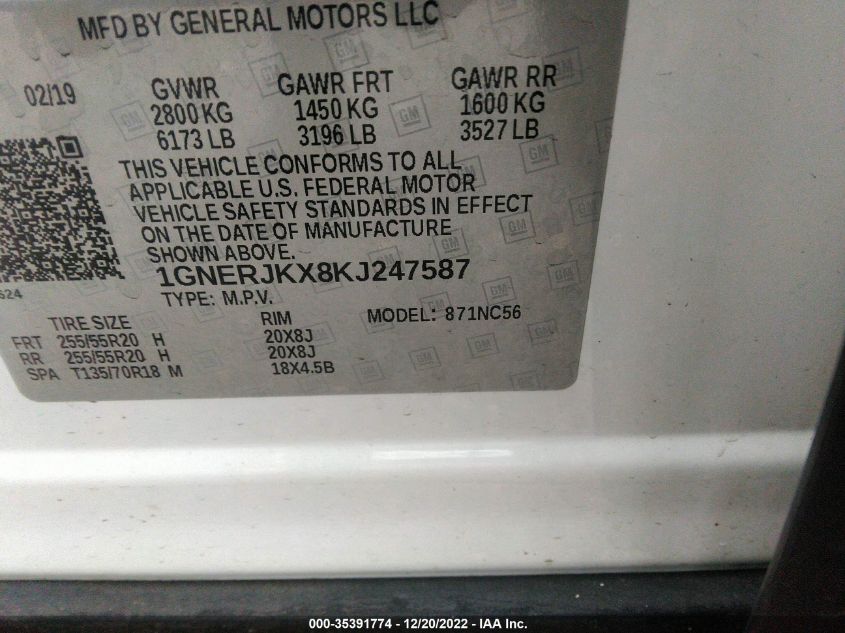 MFD BY GENERAL MOTORS LLC
02/19 GVWR GAWR FRT GAWR RR
2800 KG 1450 KG 1600 KG
6173 LB 3196 LB 3527 LB
THIS VEHICLE CONFORMS TO ALL
APPLICABLE U.S. FEDERAL MOTOR
VEHICLE SAFETY STANDARDS IN EFFECT
ON THE DATE OF MANUFACTURE
SHOWN ABOVE.
1GNERJKX8KJ247587
TYPE: M.P.V.
MODEL: 871NC56
TIRE SIZE RIM
FRT 255/55R20 H 20X8J
RR 255/55R20 H 20X8J
SPA T135/70R18 M 18X4.5B
000-35391774 - 12/20/2022 - IAA Inc.